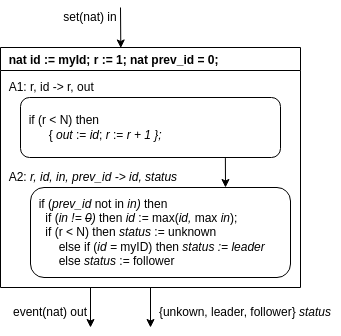 set(nat) in
nat id := myId; r := 1; nat prev_id = 0;
A1: r, id -> r, out
if (r < N) then
{ out := id; r := r + 1 };
A2: r, id, in, prev_id -> id, status
if (prev_id not in in) then
if (in != 0) then id := max(id, max in);
if (r < N) then status := unknown
else if (id = myID) then status := leader
else status := follower
event(nat) out
{unkown, leader, follower} status